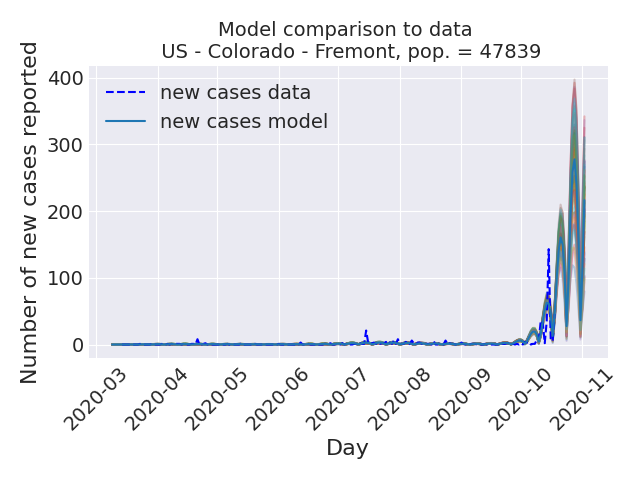 Model comparison to data
US - Colorado - Fremont, pop. = 47839
Number of new cases reported
400
300
200
100
0
new cases data
new cases model
2020-03
2020-04
2020-05
2020-06
2020-07
2020-08
2020-09
2020-10
2020-11
Day